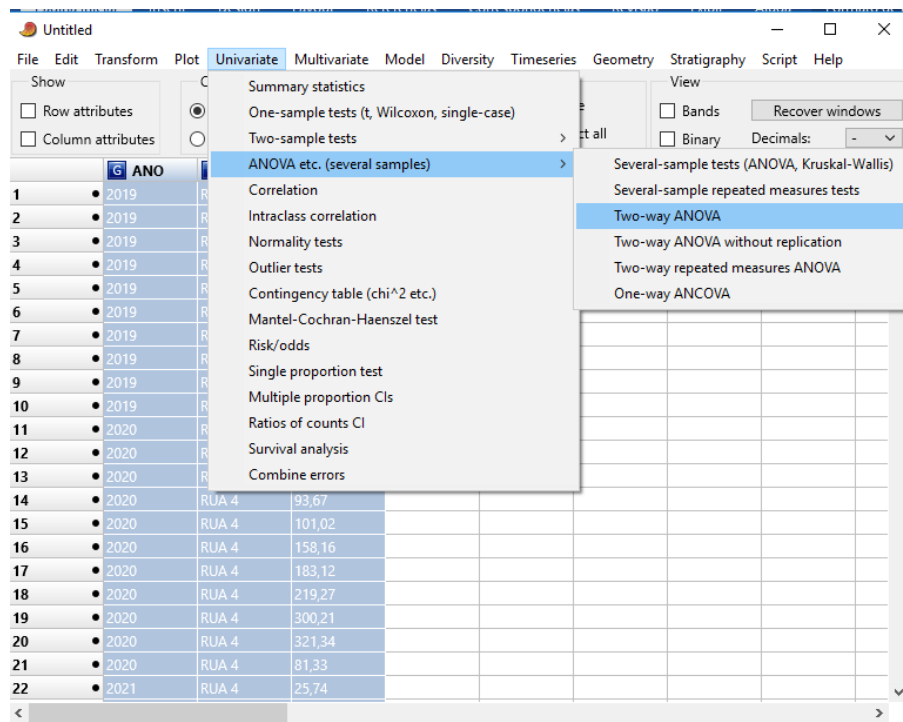 Untitled
File Edit Transform Plot Univariate Multivariate Model Diversity Timeseries Geometry Stratigraphy Script Help
Show
View
Row attributes
Column attributes
Bands
Recover windows
Binary
Decimals:
-
Summary statistics
One-sample tests (t, Wilcoxon, single-case)
Two-sample tests
ANOVA etc. (several samples)
Correlation
Intraclass correlation
Normality tests
Outlier tests
Contingency table (chi^2 etc.)
Mantel-Cochran-Haenszel test
Risk/odds
Single proportion test
Multiple proportion CIs
Ratios of counts CI
Survival analysis
Combine errors
Several-sample tests (ANOVA, Kruskal-Wallis)
Several-sample repeated measures tests
Two-way ANOVA
Two-way ANOVA without replication
Two-way repeated measures ANOVA
One-way ANCOVA
all
G ANO
1 2019
2 2019
3 2019
4 2019
5 2019
6 2019
7 2019
8 2019
9 2019
10 2019
11 2020
12 2020
13 2020
14 2020 RUA 4 93,67
15 2020 RUA 4 101,02
16 2020 RUA 4 158,16
17 2020 RUA 4 183,12
18 2020 RUA 4 219,27
19 2020 RUA 4 300,21
20 2020 RUA 4 321,34
21 2020 RUA 4 81,33
22 2021 RUA 4 25,74